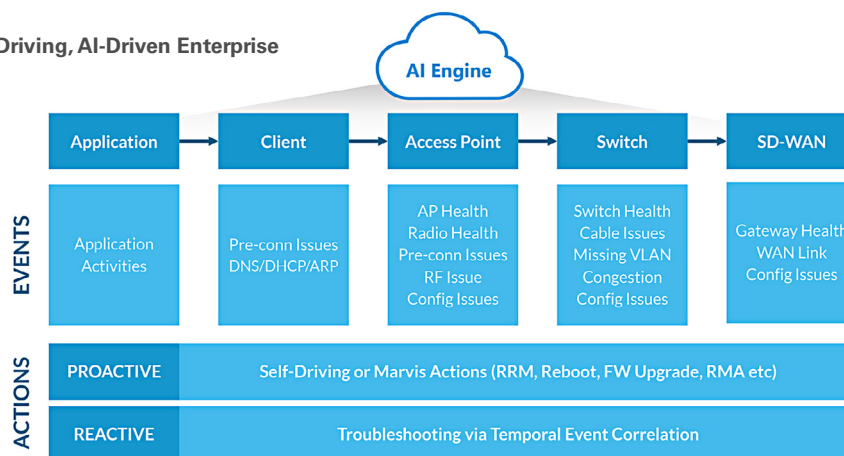 Driving, AI-Driven Enterprise
AI Engine
Application
Client
Access Point
Switch
SD-WAN
EVENTS
Application
Activities
Pre-conn Issues
DNS/DHCP/ARP
AP Health
Radio Health
Pre-conn Issues
RF Issue
Config Issues
Switch Health
Cable Issues
Missing VLAN
Congestion
Config Issues
Gateway Health
WAN Link
Config Issues
ACTIONS
PROACTIVE
Self-Driving or Marvis Actions (RRM, Reboot, FW Upgrade, RMA etc)
REACTIVE
Troubleshooting via Temporal Event Correlation